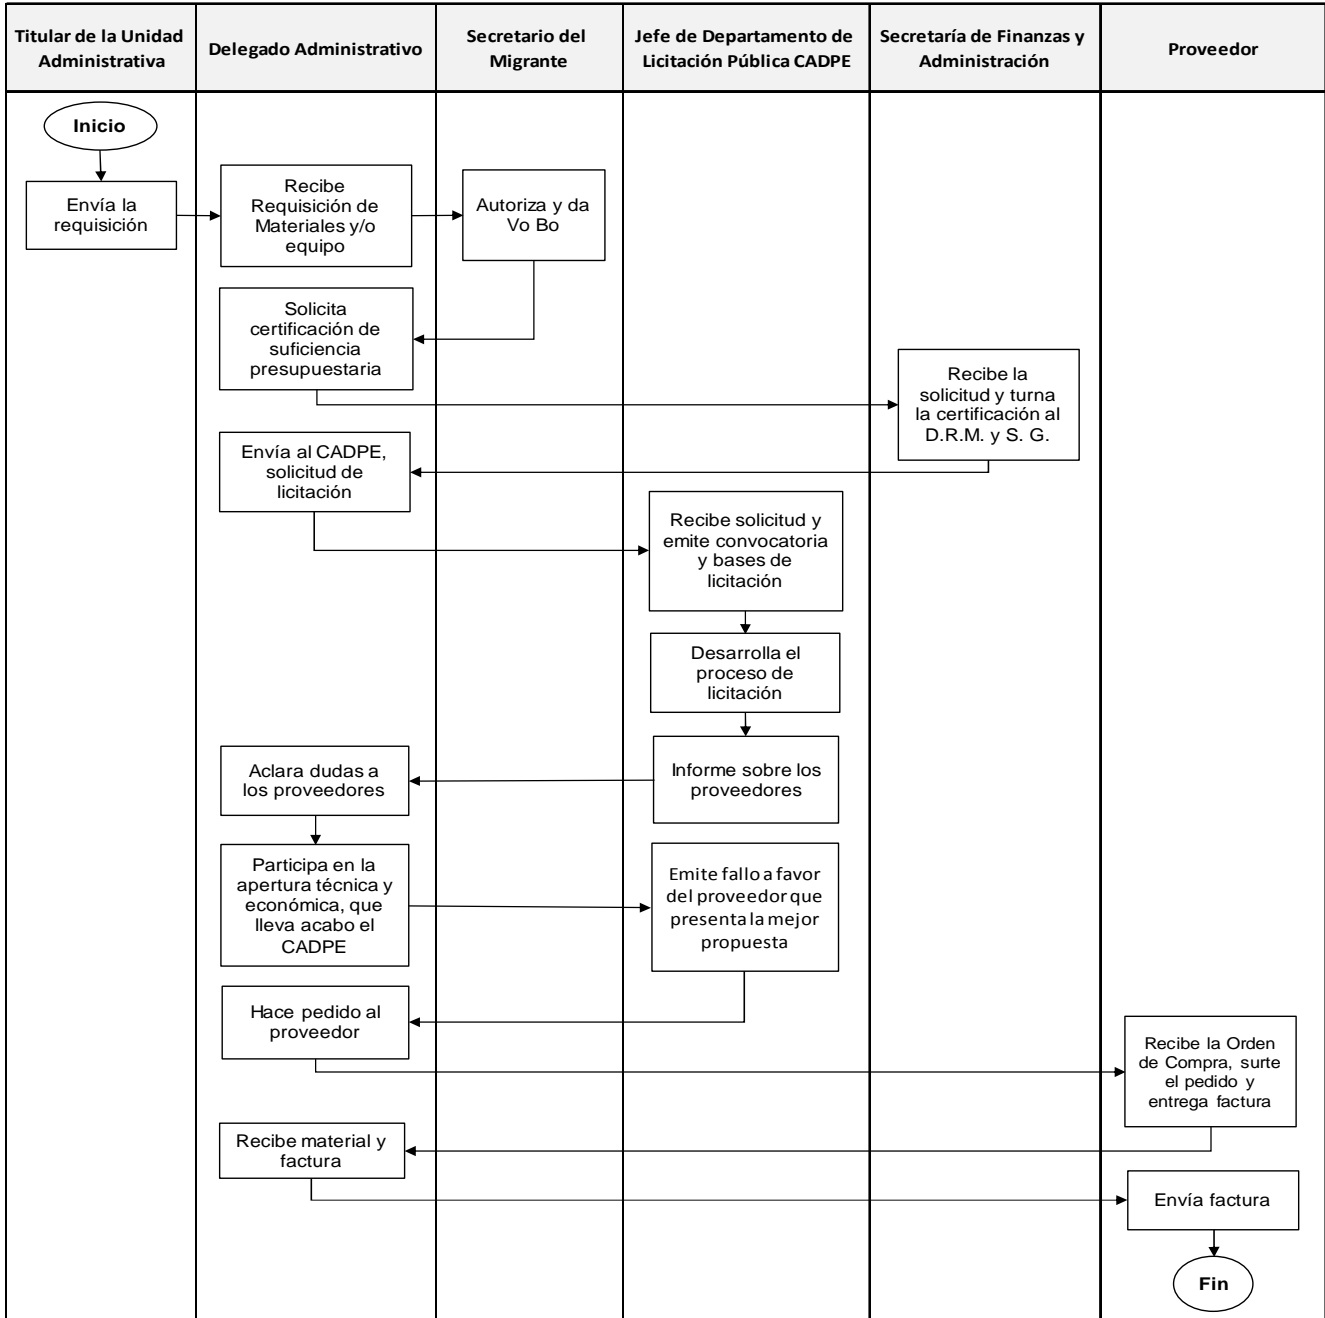 Titular de la Unidad
Administrativa
Delegado Administrativo
Secretario del
Migrante
Jefe de Departamento de
Licitación Pública CADPE
Secretaría de Finanzas y
Administración
Proveedor
Inicio
Envía la
requisición
Recibe
Requisición de
Materiales y/o
equipo
Autoriza y da
Vo Bo
Solicita
certificación de
suficiencia
presupuestaria
Recibe la
solicitud y turna
la certificación al
D.R.M. y S. G.
Envía al CADPE,
solicitud de
licitación
Recibe solicitud y
emite convocatoria
y bases de
licitación
Desarrolla el
proceso de
licitación
Informe sobre los
proveedores
Aclara dudas a
los proveedores
Participa en la
apertura técnica y
económica, que
lleva acabo el
CADPE
Emite fallo a favor
del proveedor que
presenta la mejor
propuesta
Hace pedido al
proveedor
Recibe la Orden
de Compra, surte
el pedido y
entrega factura
Recibe material y
factura
Envía factura
Fin